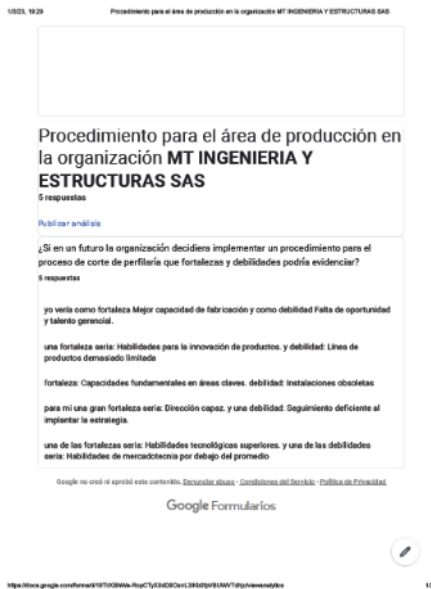 1/3/23, 19:29 Procedimiento para el área de producción en la organización MT INGENIERIA Y ESTRUCTURAS SAS
Procedimiento para el área de producción en
la organización MT INGENIERIA Y
ESTRUCTURAS SAS
5 respuestas
Publicar análisis
¿Si en un futuro la organización decidiera implementar un procedimiento para el
proceso de corte de perfilaría que fortalezas y debilidades podría evidenciar?
5 respuestas
yo vería como fortaleza Mejor capacidad de fabricación y como debilidad Falta de oportunidad
y talento gerencial.
una fortaleza seria: Habilidades para la innovación de productos. y debilidad: Línea de
productos demasiado limitada
fortaleza: Capacidades fundamentales en áreas claves. debilidad: Instalaciones obsoletas
para mi una gran fortaleza seria: Dirección capaz. y una debilidad: Seguimiento deficiente al
implantar la estrategia.
una de las fortalezas seria: Habilidades tecnológicas superiores. y una de las debilidades
seria: Habilidades de mercadotecnia por debajo del promedio
Google no creó ni aprobó este contenido. Denunciar abuso - Condiciones del Servicio - Política de Privacidad
Google Formularios